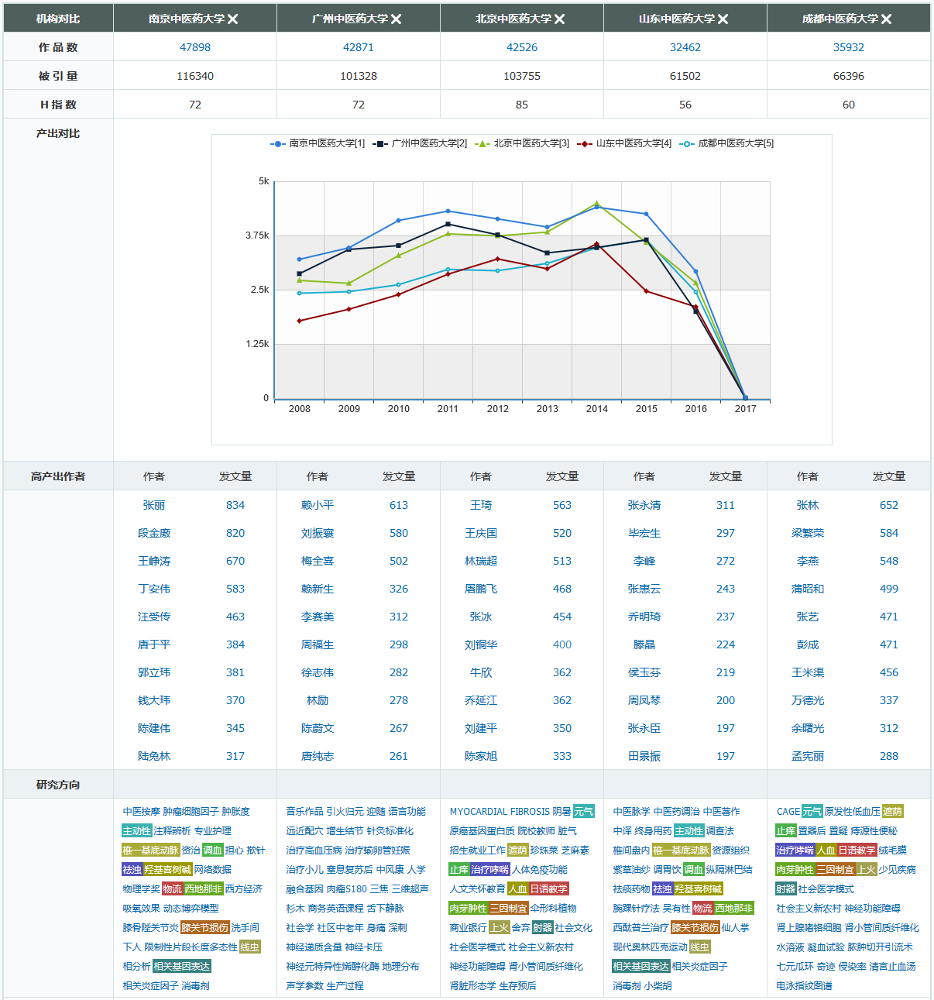 机构对比 南京中医药大学 广州中医药大学 北京中医药大学 山东中医药大学 成都中医药大学
作品数 47898 42871 42526 32462 35932
被引量 116340 101328 103755 61502 66396
H指数 72 72 85 56 60
产出对比
南京中医药大学[1] 广州中医药大学[2] 北京中医药大学[3] 山东中医药大学[4] 成都中医药大学[5]
5k
3.75k
2.5k
1.25k
0
2008 2009 2010 2011 2012 2013 2014 2015 2016 2017
高产出作者 作者 发文量 作者 发文量 作者 发文量 作者 发文量 作者 发文量
张丽 834 赖小平 613 王琦 563 张永清 311 张林 652
段金廒 820 刘振寰 580 王庆国 520 毕宏生 297 梁繁荣 584
王峥涛 670 梅全喜 502 林瑞超 513 李峰 272 李燕 548
丁安伟 583 赖新生 326 屠鹏飞 468 张惠云 243 蒲昭和 499
汪受传 463 李赛美 312 张冰 454 乔明琦 237 张艺 471
唐于平 384 周福生 298 刘铜华 400 滕晶 224 彭成 471
郭立玮 381 徐志伟 282 牛欣 362 侯玉芬 219 王米渠 456
钱大玮 370 林励 278 乔延江 362 周凤琴 200 万德光 337
陈建伟 345 陈蔚文 267 刘建平 350 张永臣 197 余曙光 312
陆兔林 317 唐纯志 261 陈家旭 333 田景振 197 孟宪丽 288
研究方向
中医按摩 肿瘤细胞因子 肿胀度 音乐作品 引火归元 迎随 语言功能 MYOCARDIAL FIBROSIS 阴暑 元气 中医脉学 中医药调治 中医著作 CAGE 元气 原发性低血压 遮荫
主动性 注释辨析 专业护理 远近配穴 增生结节 针灸标准化 原癌基因蛋白质 院校教师 脏气 中译 终身用药 主动性 调查法 止痒 置器后 置疑 痔源性便秘
椎—基底动脉 资治 调血 担心 揿针 治疗高血压病 治疗输卵管妊娠 招生就业工作 遮荫 珍珠菜 芝麻素 椎间盘内 椎—基底动脉 资源组织 治疗哮喘 人血 日语教学 绒毛膜
祛浊 羟基喜树碱 网络数据 治疗小儿 窒息复苏后 中风康 人学 止痒 治疗哮喘 人体免疫功能 紫草油纱 调胃饮 调血 纵隔淋巴结 肉芽肿性 三因制宜 上火 少见疾病
物理学奖 物流 西地那非 西方经济 融合基因 肉瘤S180 三焦 三维超声 人文关怀教育 人血 日语教学 祛痰药物 祛浊 羟基喜树碱 射器 社会医学模式
吸氧效果 动态博弈模型 杉木 商务英语课程 舌下静脉 肉芽肿性 三因制宜 伞形科植物 腕踝针疗法 吴有性 物流 西地那非 社会主义新农村 神经功能障碍
膝骨陛关节炎 膝关节损伤 洗手间 社会学 社区中老年 身痛 深刺 商业银行 上火 舍弃 射器 社会文化 西酞普兰治疗 膝关节损伤 仙人掌 肾上腺嗜铬细胞 肾小管间质纤维化
下人 限制性片段长度多态性 线虫 神经递质含量 神经卡压 社会医学模式 社会主义新农村 现代奥林匹克运动 线虫 水溶液 凝血试验 脓肿切开引流术
相分析 相关基因表达 神经元特异性烯醇化酶 地理分布 神经功能障碍 肾小管间质纤维化 相关基因表达 相关炎症因子 七元瓜环 奇迹 侵染率 清宫止血汤
相关炎症因子 消毒剂 声学参数 生产过程 肾脏形态学 生存预后 消毒剂 小柴胡 电泳指纹图谱